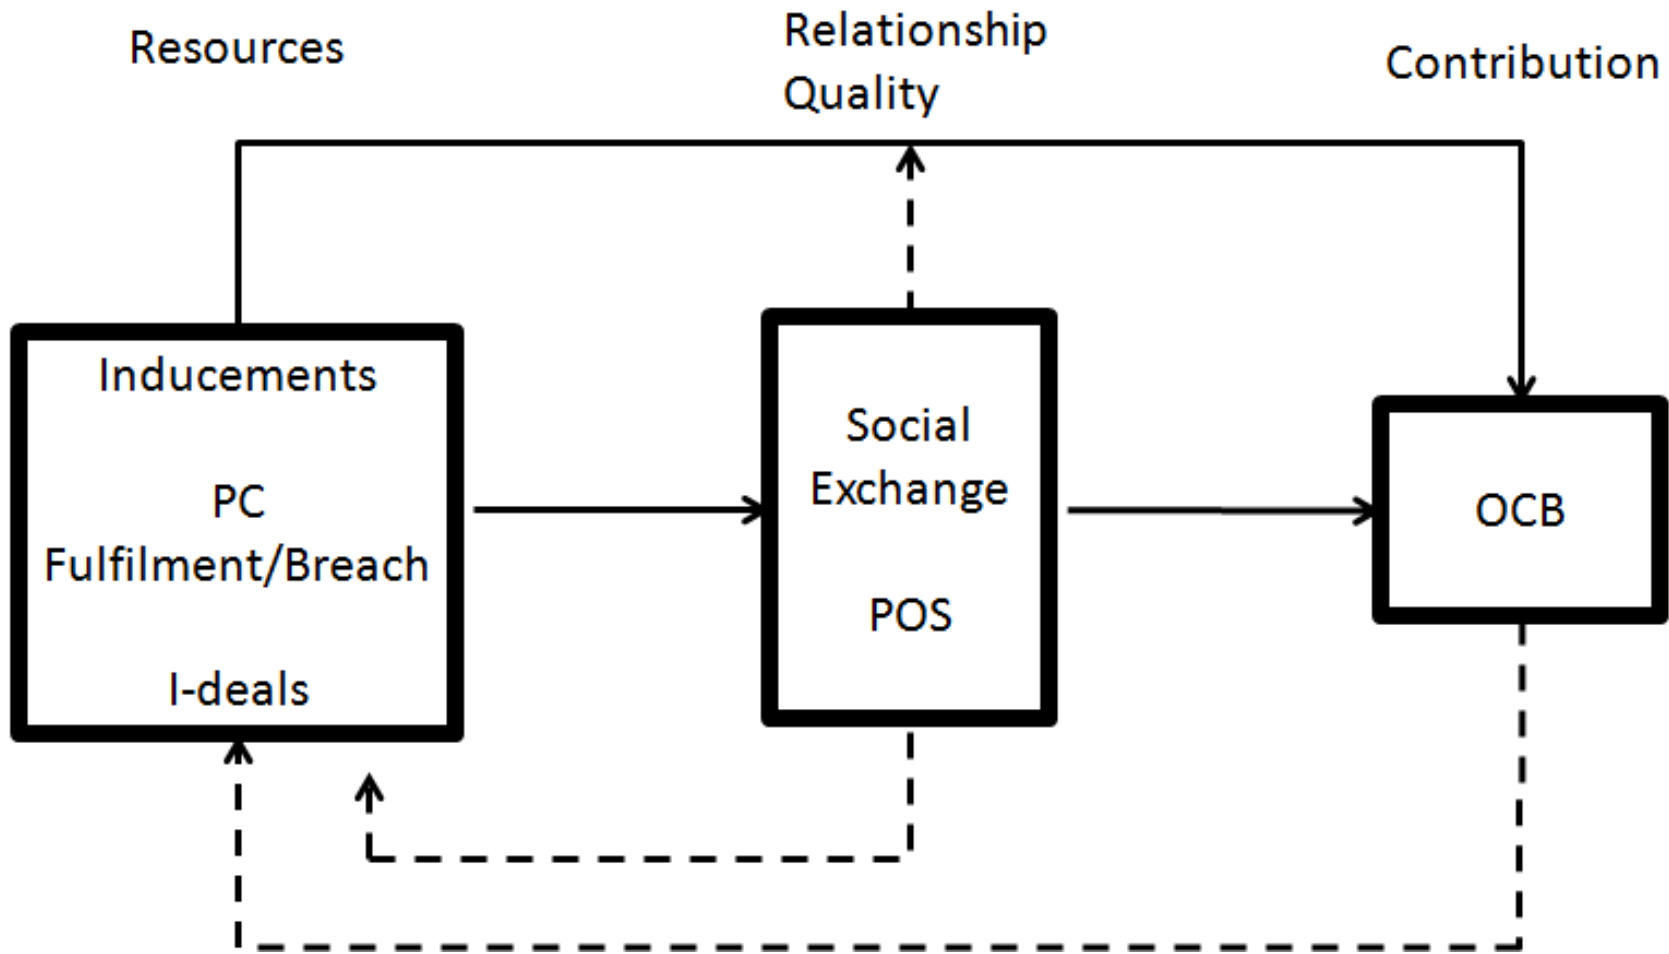 Resources
Relationship
Quality
Contribution
Inducements
PC
Fulfilment/Breach
I-deals
Social
Exchange
POS
OCB